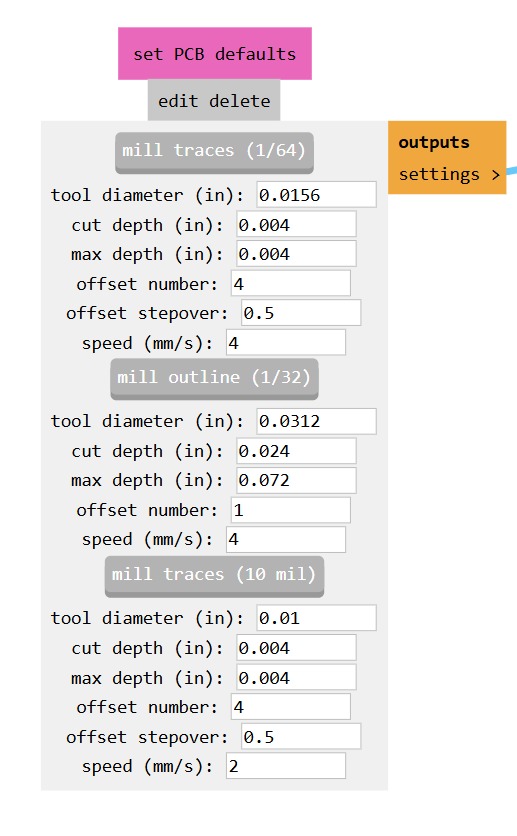 set PCB defaults
edit delete
mill traces (1/64)
outputs
settings >
tool diameter (in): 0.0156
cut depth (in): 0.004
max depth (in): 0.004
offset number: 4
offset stepover: 0.5
speed (mm/s): 4
mill outline (1/32)
tool diameter (in): 0.0312
cut depth (in): 0.024
max depth (in): 0.072
offset number: 1
speed (mm/s): 4
mill traces (10 mil)
tool diameter (in): 0.01
cut depth (in): 0.004
max depth (in): 0.004
offset number: 4
offset stepover: 0.5
speed (mm/s): 2